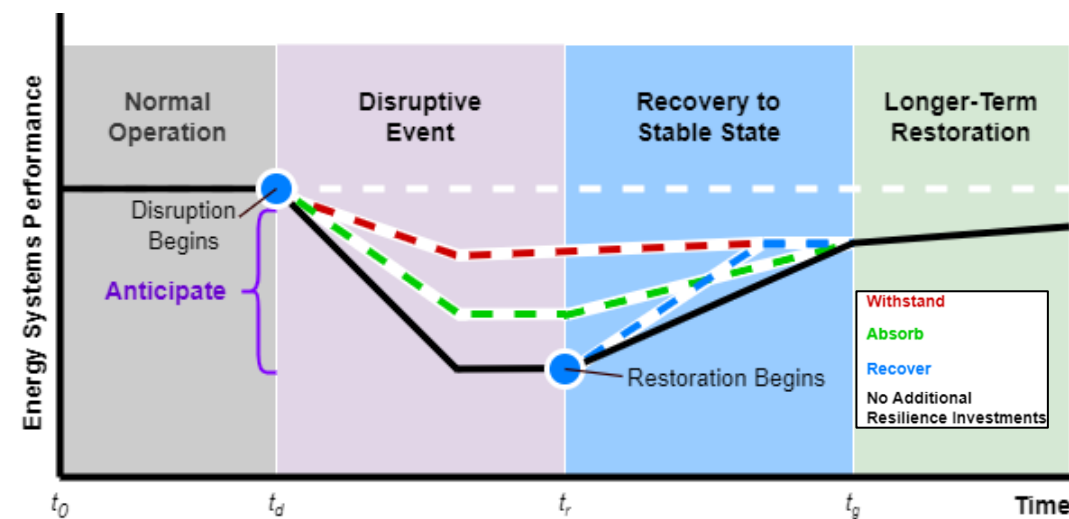 Energy Systems Performance
Normal
Operation
Disruptive
Event
Recovery to
Stable State
Longer-Term
Restoration
Disruption
Begins
Anticipate
Restoration Begins
Withstand
Absorb
Recover
No Additional
Resilience Investments
t0
td
tr
tg
Time